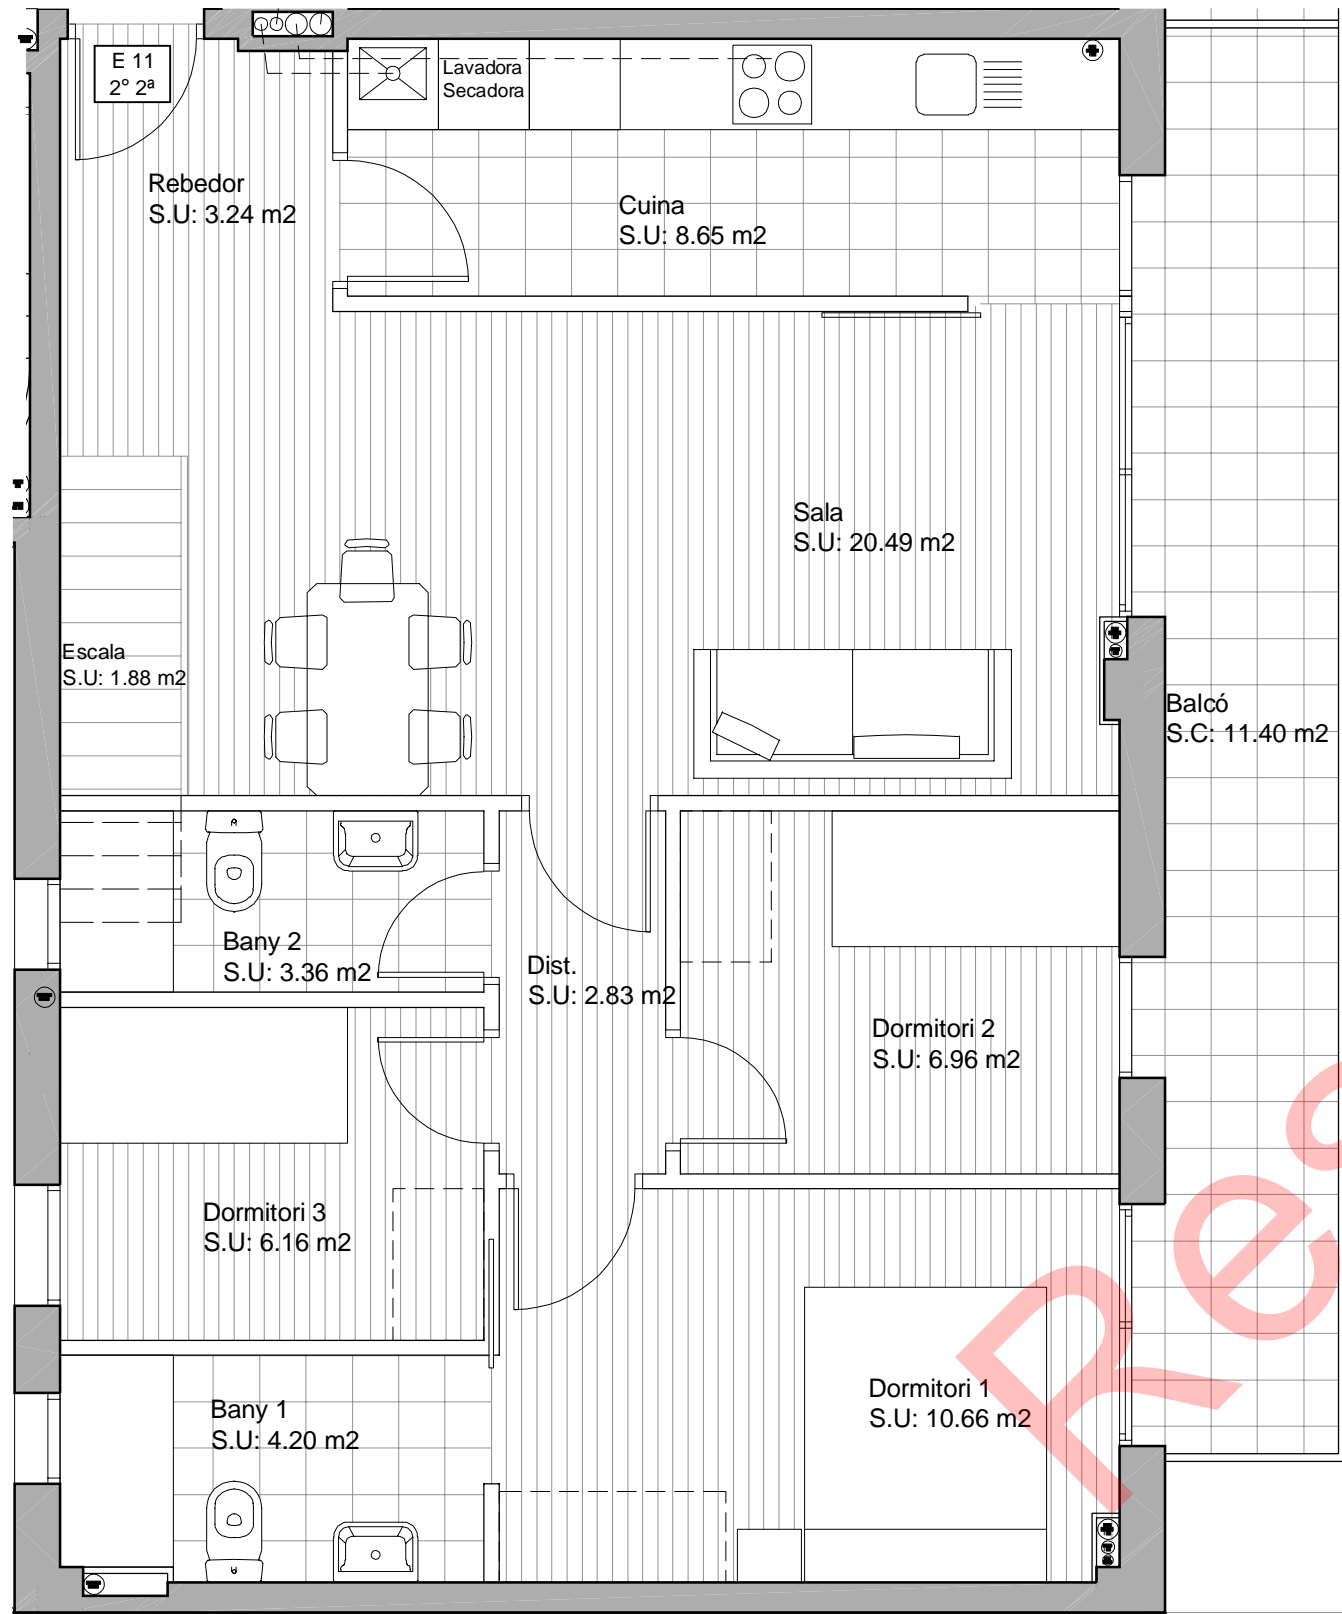 E 11
2° 2ª
Lavadora
Secadora
Rebedor
S.U: 3.24 m2
Cuina
S.U: 8.65 m2
Sala
S.U: 20.49 m2
Escala
S.U: 1.88 m2
Balcó
S.C: 11.40 m2
Bany 2
S.U: 3.36 m2
Dist.
S.U: 2.83 m2
Dormitori 2
S.U: 6.96 m2
Dormitori 3
S.U: 6.16 m2
Dormitori 1
S.U: 10.66 m2
Bany 1
S.U: 4.20 m2